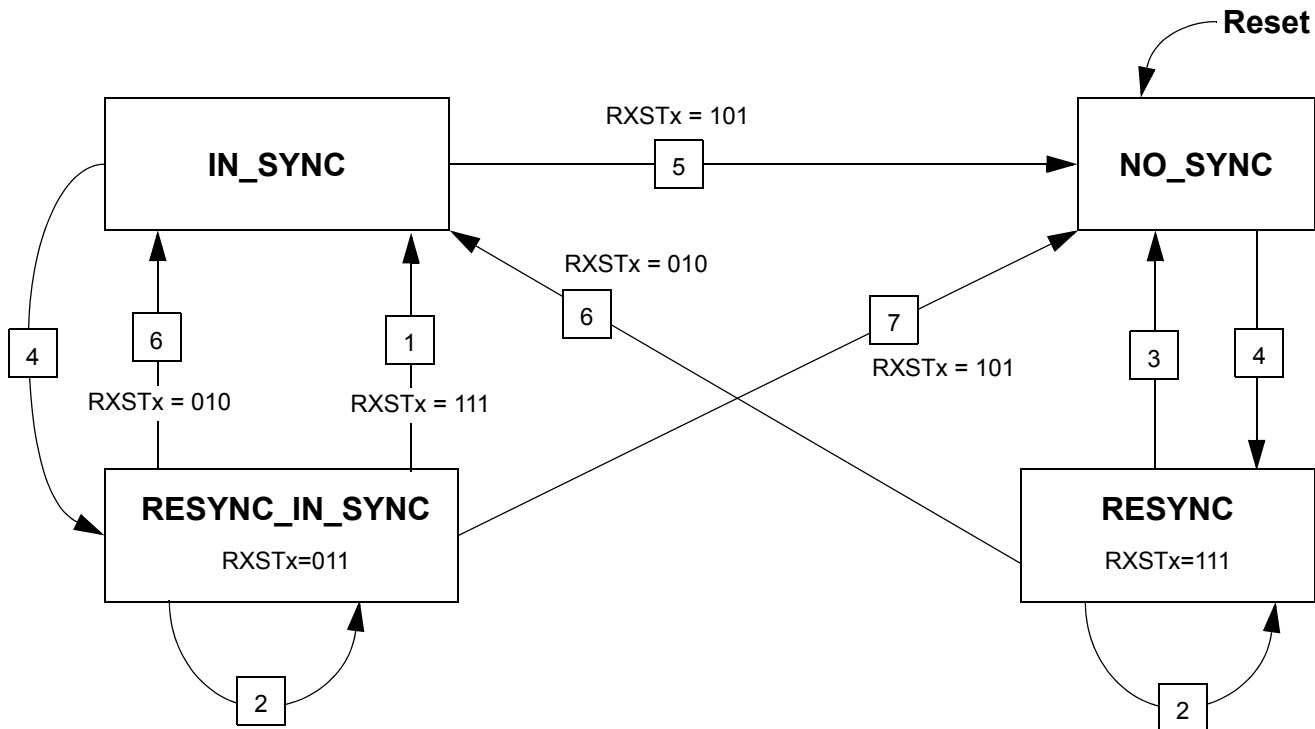 Reset
RXSTx = 101
IN_SYNC
5
NO_SYNC
RXSTx = 010
6
7
RXSTx = 101
4
6
1
3
4
RXSTx = 010
RXSTx = 111
RESYNC_IN_SYNC
RXSTx=011
RESYNC
RXSTx=111
2
2